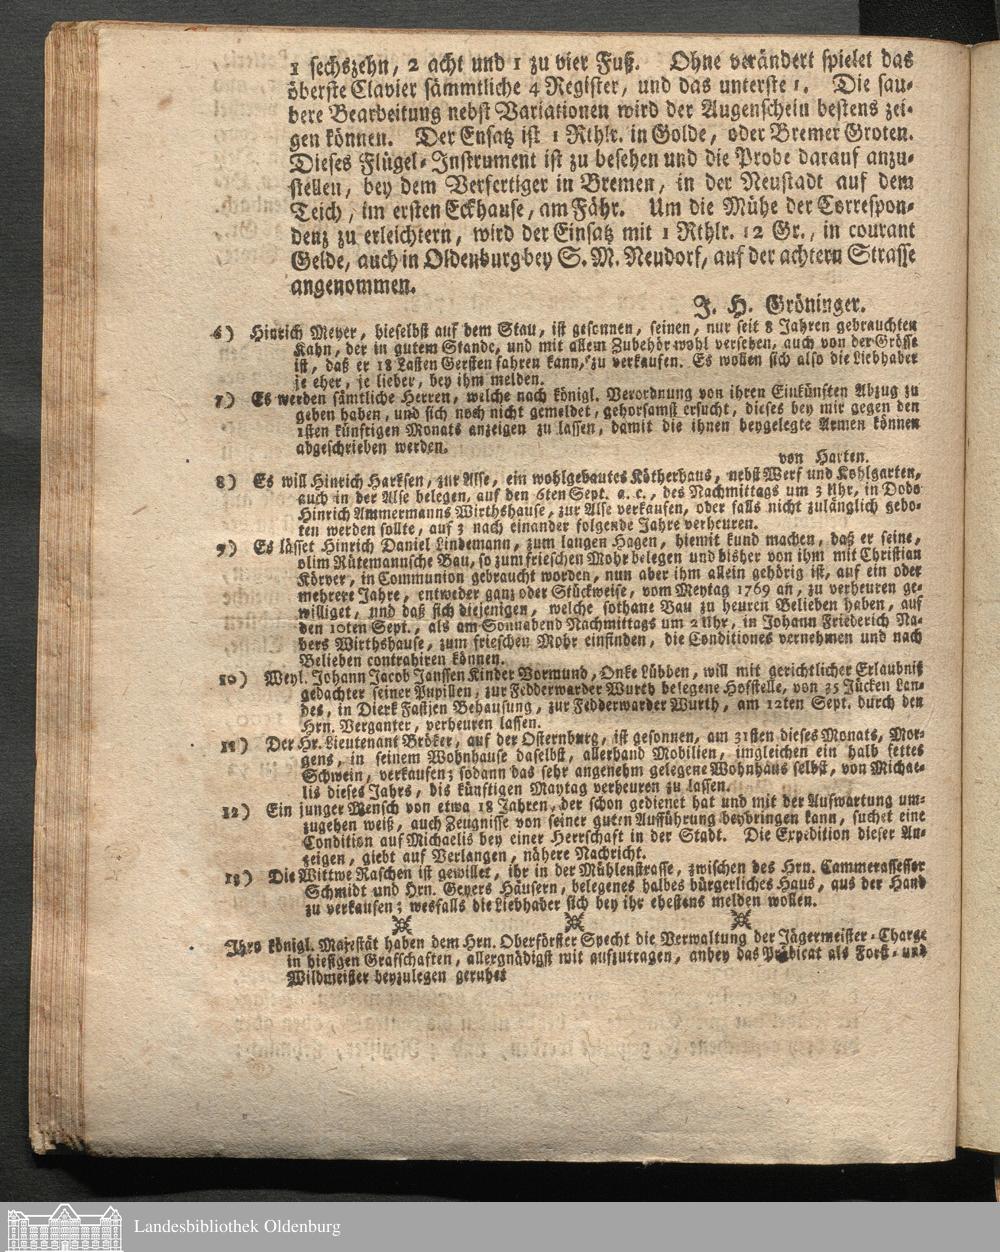 1 sechszehn, 2 acht und 1 zu vier Fuß. Ohne verändert spielet das
öberste Clavier sämmtliche 4 Register, und das unterste 1. Die sau-
bere Bearbeitung nebst Variationen wird der Augenschein bestens zei-
gen können. Der Ensatz ist 1 Rthlr. in Golde, oder Bremer Groten.
Dieses Flügel-Instrument ist zu besehen und die Probe darauf anzu-
stellen, bey dem Verfertiger in Bremen, in der Neustadt auf dem
Teich, im ersten Eckhause, am Fähr. Um die Mühe der Correspon-
denz zu erleichtern, wird der Einsatz mit 1 Rthlr. 12 Gr., in courant
Gelde, auch in Oldenburg bey S. M. Neudorf, auf der achtern Strasse
angenommen.
J. H. Gröninger.
6) Hinrich Meyer, hieselbst auf dem Stau, ist gesonnen, seinen, nur seit 8 Jahren gebrauchten
Kahn, der in gutem Stande, und mit allem Zubehör wohl versehen, auch von der Grösse
ist, daß er 18 Lasten Gersten fahren kann, zu verkaufen. Es wollen sich also die Liebhaber
je eher, je lieber, bey ihm melden.
7) Es werden sämtliche Herren, welche nach königl. Verordnung von ihren Einkünften Abzug zu
geben haben, und sich noch nicht gemeldet, gehorsamst ersucht, dieses bey mir gegen den
1sten künftigen Monats anzeigen zu lassen, damit die ihnen beygelegte Armen können
abgeschrieben werden.
von Harten.
8) Es will Hinrich Harksen, zur Alse, ein wohlgebautes Kötherhaus, nebst Werf und Kohlgarten,
auch in der Alse belegen, auf den 6ten Sept. a. c., des Nachmittags um 3 Uhr, in Dodo
Hinrich Ammermanns Wirthshause, zur Alse verkaufen, oder falls nicht zulänglich gebo-
ten werden sollte, auf 3 nach einander folgende Jahre verheuren.
9) Es lässet Hinrich Daniel Lindemann, zum langen Hagen, hiemit kund machen, daß er seine,
olim Rütemannsche Bau, so zum frieschen Mohr belegen und bisher von ihm mit Christian
Körver, in Communion gebraucht worden, nun aber ihm allein gehörig ist, auf ein oder
mehrere Jahre, entweder ganz oder Stückweise, vom Meytag 1769 an, zu verheuren ge-
williget, und daß sich diejenigen, welche sothane Bau zu heuren Belieben haben, auf
den 10ten Sept., als am Sonnabend Nachmittags um 2 Uhr, in Johann Friederich Na-
bers Wirthshause, zum frieschen Mohr einfinden, die Conditiones vernehmen und nach
Belieben contrahiren können.
10) Weyl. Johann Jacob Janssen Kinder Vormund, Onke Lübben, will mit gerichtlicher Erlaubniß
gedachter seiner Pupillen, zur Fedderwarder Wurth belegene Hofstelle, von 35 Jücken Lan-
des, in Dierk Fastjen Behausung, zur Fedderwarder Wurth, am 12ten Sept. durch den
Hrn. Verganter, verheuren lassen.
11) Der Hr. Lieutenant Bröker, auf der Osternburg, ist gesonnen, am 31sten dieses Monats, Mor-
gens, in seinem Wohnhause daselbst, allerhand Mobilien, imgleichen ein halb fettes
Schwein, verkaufen; sodann das sehr angenehm gelegene Wohnhaus selbst, von Michae-
lis dieses Jahrs, bis künftigen Maytag verheuren zu lassen.
12) Ein junger Mensch von etwa 18 Jahren, der schon gedienet hat und mit der Aufwartung um-
zugehen weiß, auch Zeugnisse von seiner guten Aufführung beybringen kann, suchet eine
Condition auf Michaelis bey einer Herrschaft in der Stadt. Die Expedition dieser An-
zeigen, giebt auf Verlangen, nähere Nachricht.
13) Die Wittwe Raschen ist gewillet, ihr in der Mühlenstrasse, zwischen des Hrn. Cammerassessor
Schmidt und Hrn. Geyers Häusern, belegenes halbes bürgerliches Haus, aus der Hand
zu verkaufen; wesfalls die Liebhaber sich bey ihr ehestens melden wollen.
Ihro königl. Majestät haben dem Hrn. Oberförster Specht die Verwaltung der Jägermeister-Charge
in hiesigen Grafschaften, allergnädigst mit aufzutragen, anbey das Prädicat als Forst- und
Wildmeister beyzulegen geruhet
Landesbibliothek Oldenburg